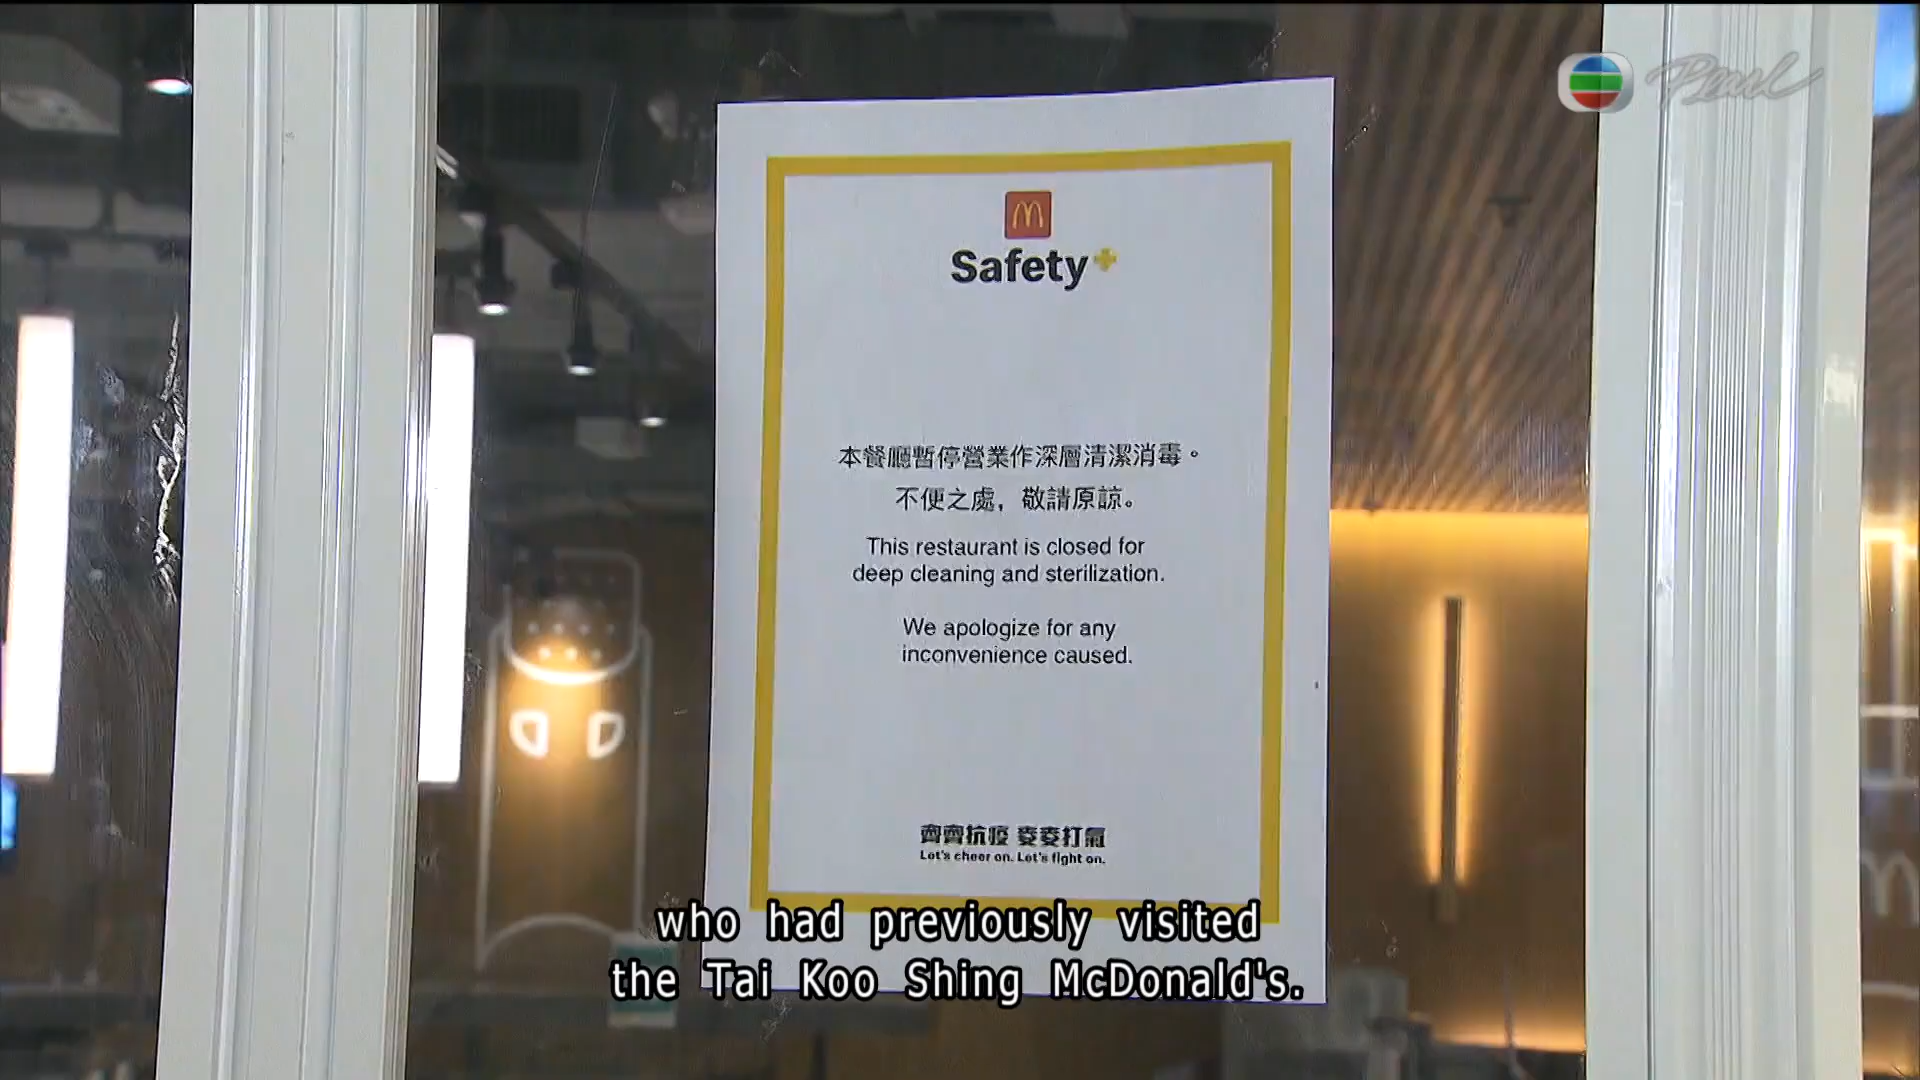 Pearl
Safety+
本餐廳暫停營業作深層清潔消毒。
不便之處，敬請原諒。
This restaurant is closed for
deep cleaning and sterilization.
We apologize for any
inconvenience caused.
齊齊抗疫 麥麥打氣
Let's cheer on. Let's fight on.
who had previously visited
the Tai Koo Shing McDonald's.